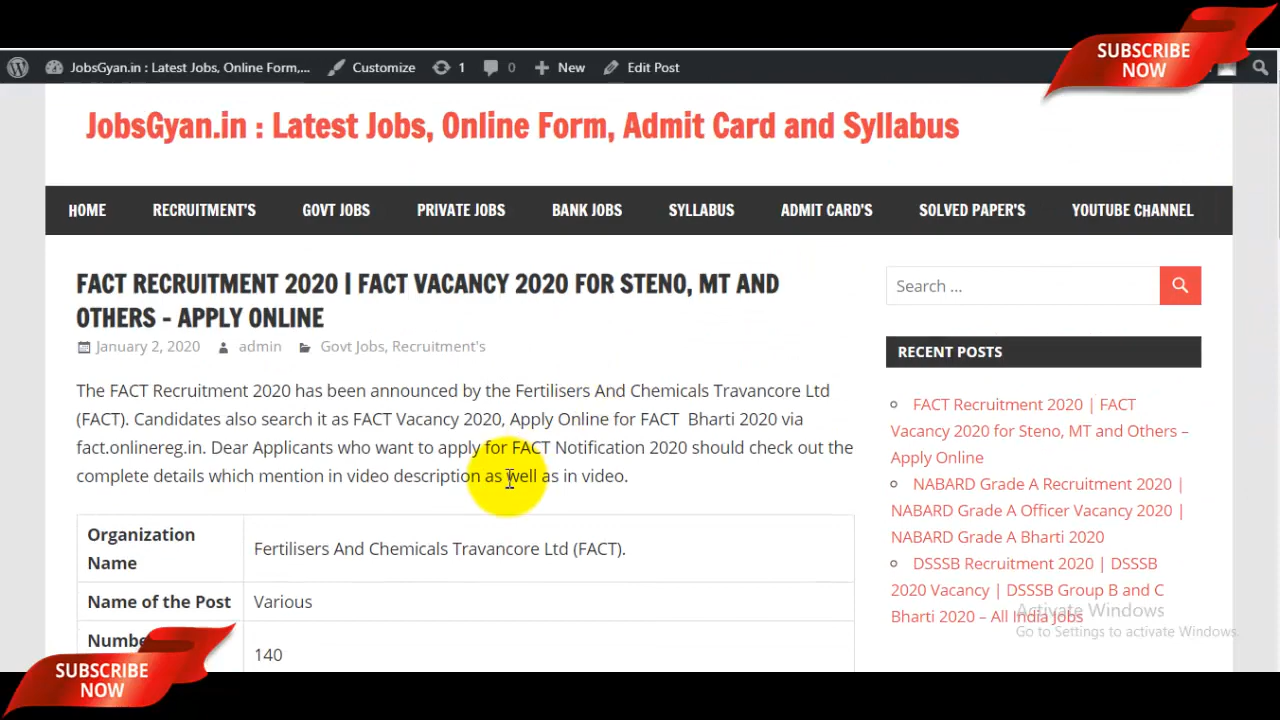 SUBSCRIBE
NOW
JobsGyan.in : Latest Jobs, Online Form,... Customize 1 0 New Edit Post
JobsGyan.in : Latest Jobs, Online Form, Admit Card and Syllabus
HOME RECRUITMENT'S GOVT JOBS PRIVATE JOBS BANK JOBS SYLLABUS ADMIT CARD'S SOLVED PAPER'S YOUTUBE CHANNEL
FACT RECRUITMENT 2020 | FACT VACANCY 2020 FOR STENO, MT AND
OTHERS – APPLY ONLINE
January 2, 2020 admin Govt Jobs, Recruitment's
The FACT Recruitment 2020 has been announced by the Fertilisers And Chemicals Travancore Ltd
(FACT). Candidates also search it as FACT Vacancy 2020, Apply Online for FACT Bharti 2020 via
fact.onlinereg.in. Dear Applicants who want to apply for FACT Notification 2020 should check out the
complete details which mention in video description as well as in video.
Organization
Name
Fertilisers And Chemicals Travancore Ltd (FACT).
Name of the Post Various
140
Search ...
RECENT POSTS
FACT Recruitment 2020 | FACT
Vacancy 2020 for Steno, MT and Others –
Apply Online
NABARD Grade A Recruitment 2020 |
NABARD Grade A Officer Vacancy 2020 |
NABARD Grade A Bharti 2020
DSSSB Recruitment 2020 | DSSSB
2020 Vacancy | DSSSB Group B and C
Bharti 2020 – All India Jobs
Activate Windows
Go to Settings to activate Windows.
SUBSCRIBE
NOW